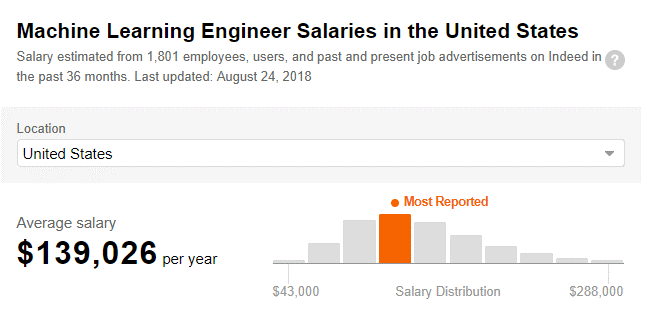 Machine Learning Engineer Salaries in the United States
Salary estimated from 1,801 employees, users, and past and present job advertisements on Indeed in
the past 36 months. Last updated: August 24, 2018
?
Location
United States
Most Reported
Average salary
$139,026 per year
$43,000 Salary Distribution $288,000